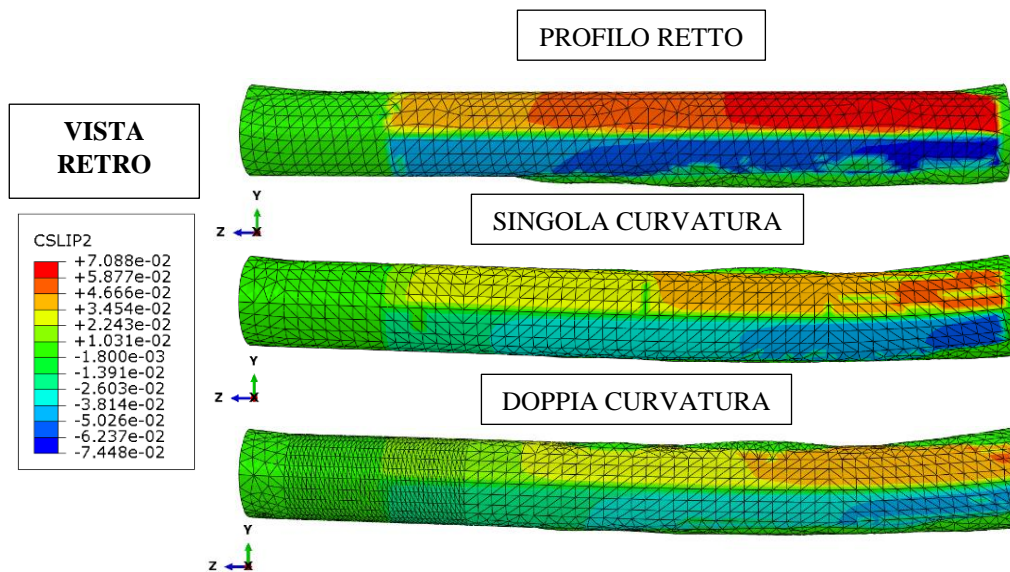 PROFILO RETTO
VISTA
RETRO
Y
Z
X
SINGOLA CURVATURA
CSLIP2
+7.088e-02
+5.877e-02
+4.666e-02
+3.454e-02
+2.243e-02
+1.031e-02
-1.800e-03
-1.391e-02
-2.603e-02
-3.814e-02
-5.026e-02
-6.237e-02
-7.448e-02
Y
Z
X
DOPPIA CURVATURA
Y
Z
X